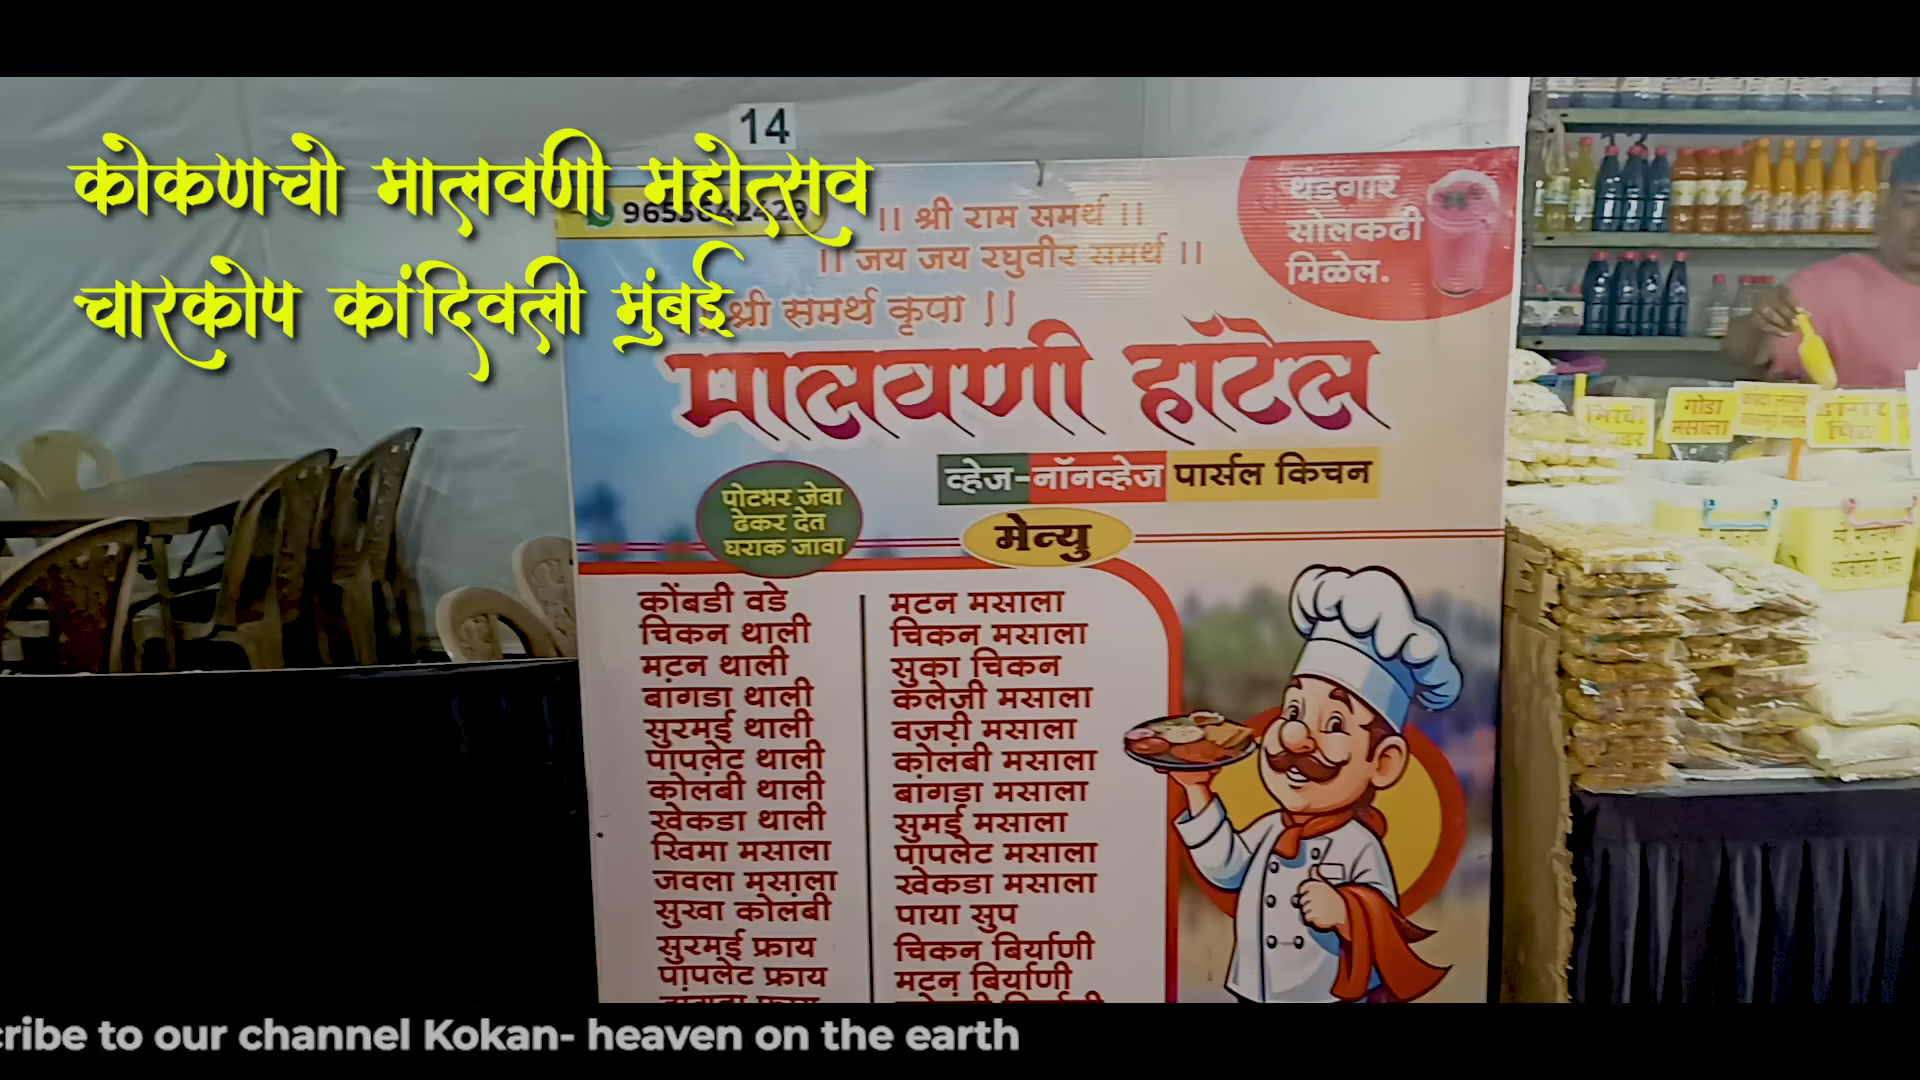 14
कोकणचो मालवणी महोत्सव
चारकोप कांदिवली मुंबई
।। श्री राम समर्थ ।।
।। जय जय रघुवीर समर्थ ।।
श्री समर्थ कृपा ।।
थंडगार
सोलकढी
मिळेल.
मालवणी हॉटेल
व्हेज-नॉनव्हेज पार्सल किचन
पोटभर जेवा
ढेकर देत
घराक जावा
मेन्यु
कोंबडी वडे
चिकन थाली
मटन थाली
बांगडा थाली
सुरमई थाली
पापलेट थाली
कोलबी थाली
खेकडा थाली
खिमा मसाला
जवला मसाला
सुखा कोलबी
सुरमई फ्राय
पापलेट फ्राय
मटन मसाला
चिकन मसाला
सुका चिकन
कलेजी मसाला
वजरी मसाला
कोलबी मसाला
बांगडा मसाला
सुमई मसाला
पापलेट मसाला
खेकडा मसाला
पाया सुप
चिकन बिर्याणी
मटन बिर्याणी
गोडा
मसाला
cribe to our channel Kokan- heaven on the earth